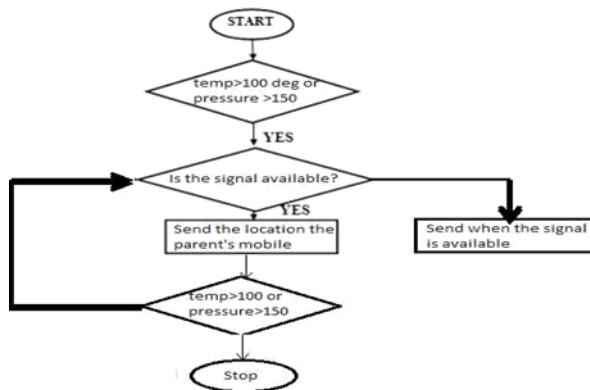 START
temp>100 deg or
pressure >150
YES
Is the signal available?
YES
Send the location the
parent's mobile
Send when the signal
is available
temp>100 or
pressure>150
Stop